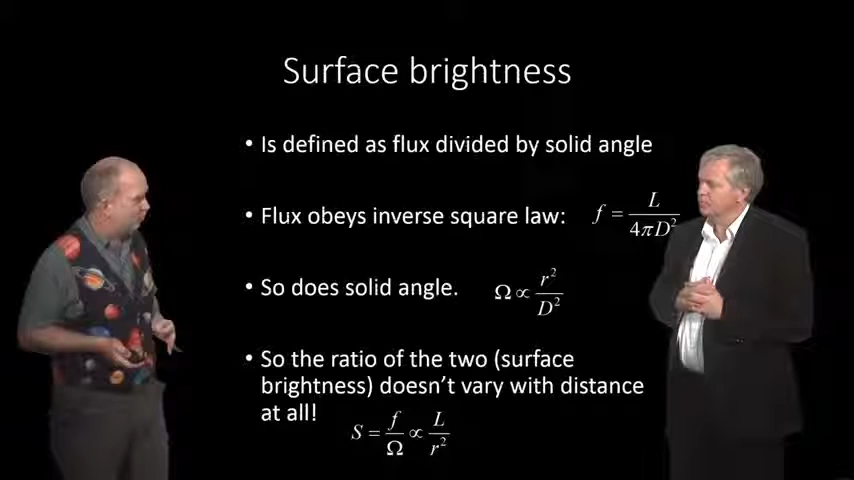 Surface brightness
• Is defined as flux divided by solid angle
• Flux obeys inverse square law: f = L / 4πD²
• So does solid angle. Ω ∝ r² / D²
• So the ratio of the two (surface
brightness) doesn't vary with distance
at all!
S = f / Ω ∝ L / r²